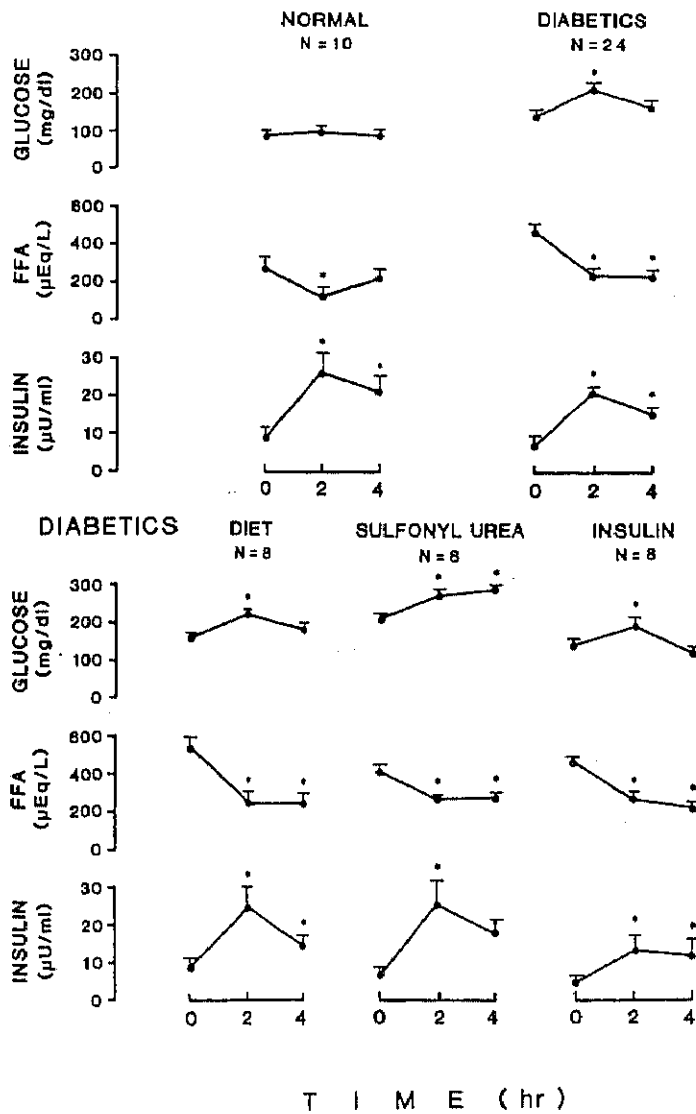 NORMAL
N=10
DIABETICS
N=24
GLUCOSE
(mg/dl)
300
200
100
0
*
FFA
(µEq/L)
600
400
200
0
*
* *
INSULIN
(µU/ml)
30
20
10
0
* *
* *
0 2 4
0 2 4
DIABETICS
DIET
N=8
SULFONYL UREA
N=8
INSULIN
N=8
GLUCOSE
(mg/dl)
300
200
100
0
*
* *
*
FFA
(µEq/L)
600
400
200
0
* *
* *
* *
INSULIN
(µU/ml)
30
20
10
0
* *
*
* *
0 2 4
0 2 4
0 2 4
T I M E (hr)